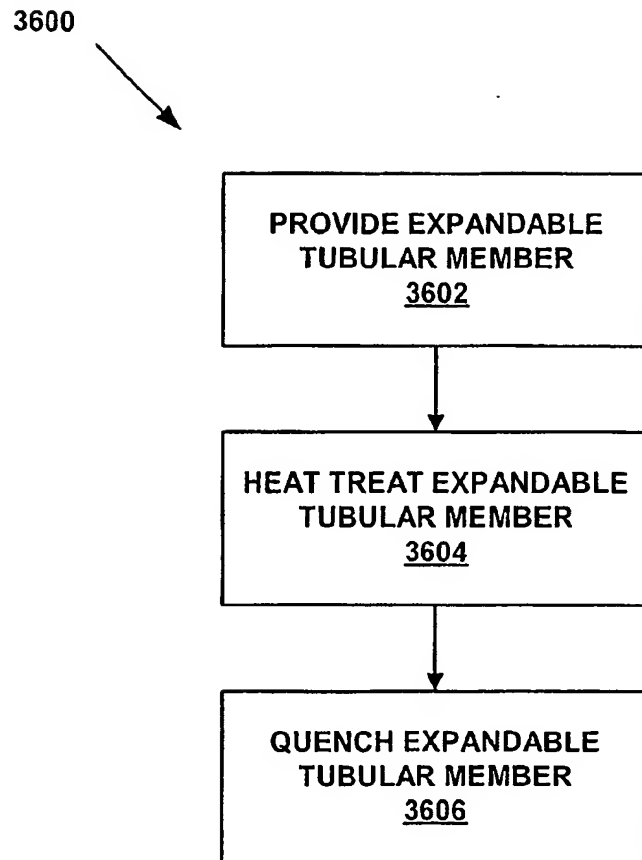 3600
PROVIDE EXPANDABLE
TUBULAR MEMBER
3602
HEAT TREAT EXPANDABLE
TUBULAR MEMBER
3604
QUENCH EXPANDABLE
TUBULAR MEMBER
3606